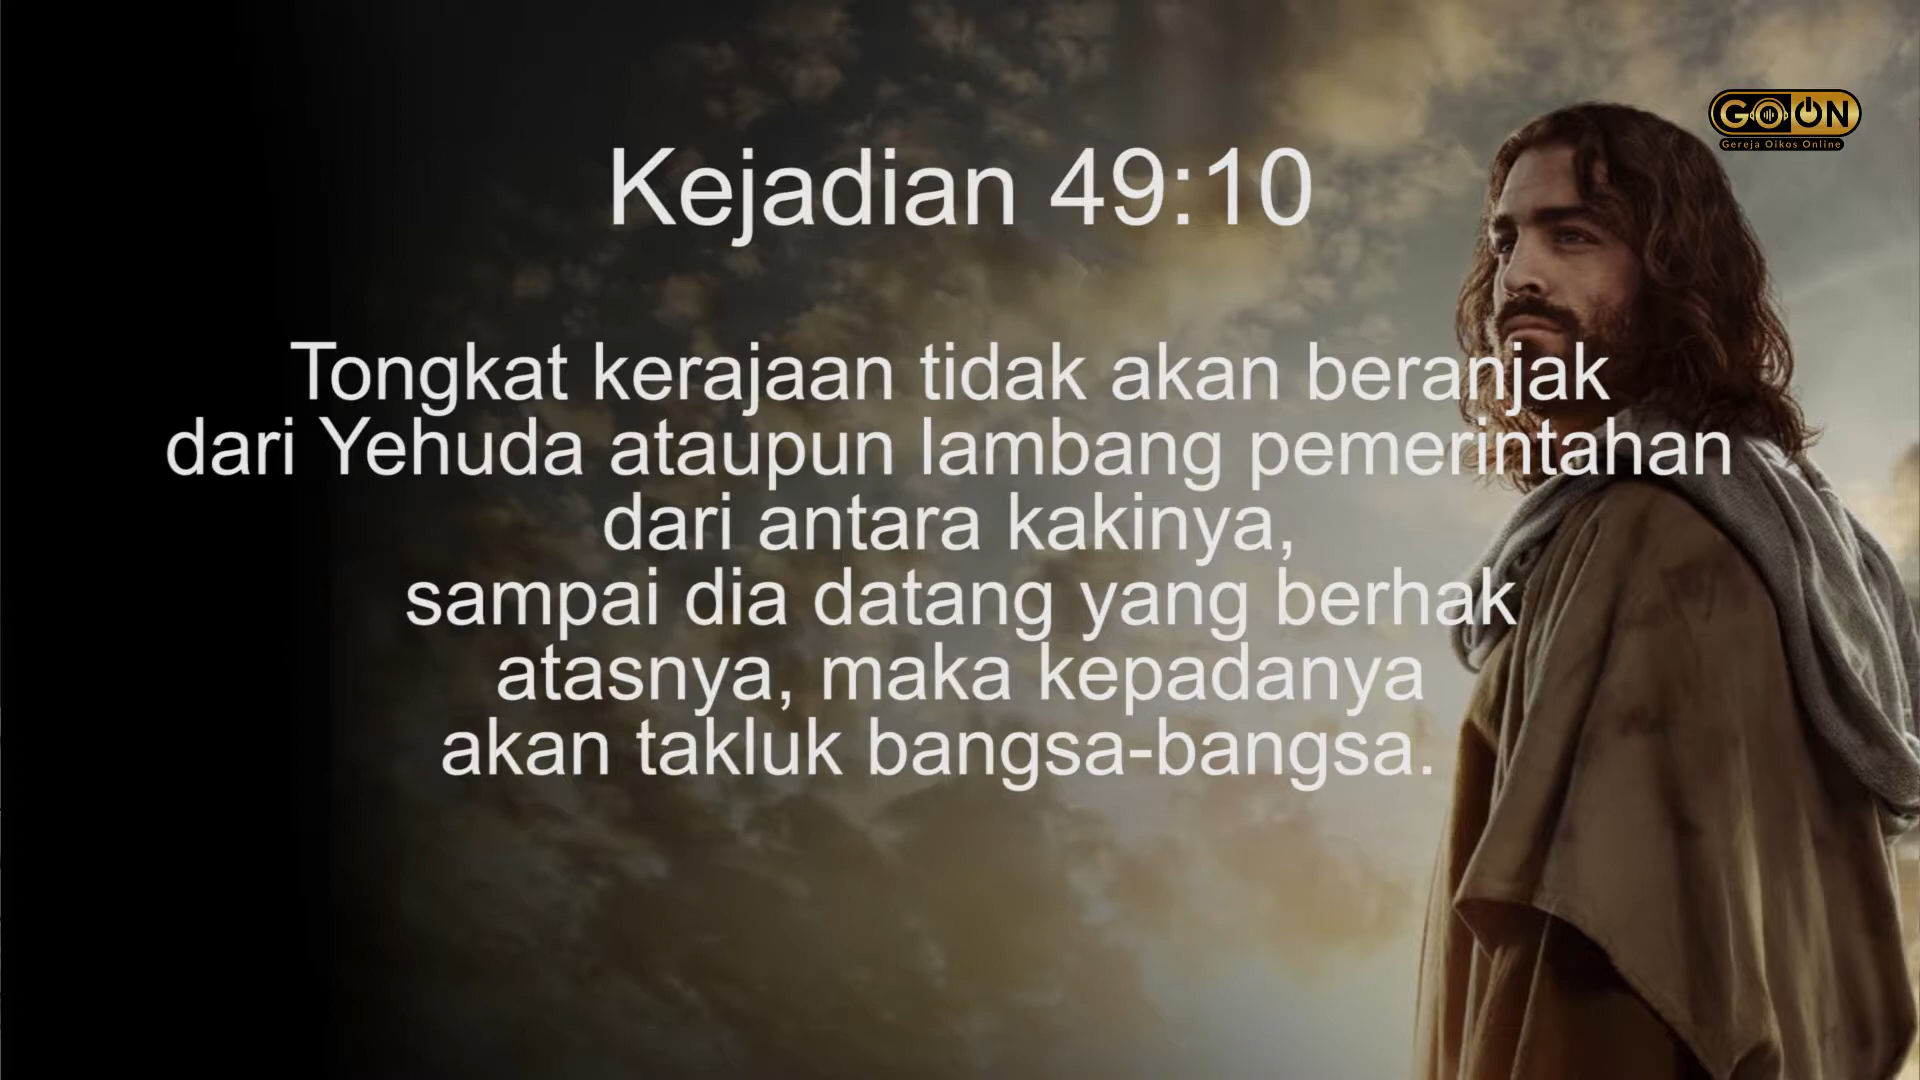 GOON
Gereja Oikos Online
Kejadian 49:10
Tongkat kerajaan tidak akan beranjak
dari Yehuda ataupun lambang pemerintahan
dari antara kakinya,
sampai dia datang yang berhak
atasnya, maka kepadanya
akan takluk bangsa-bangsa.